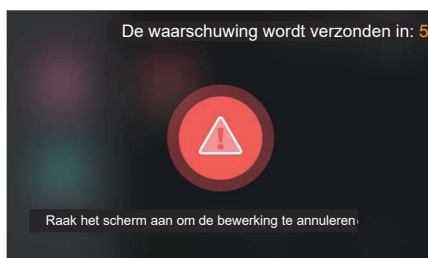 De waarschuwing wordt verzonden in: 5
Raak het scherm aan om de bewerking te annuleren